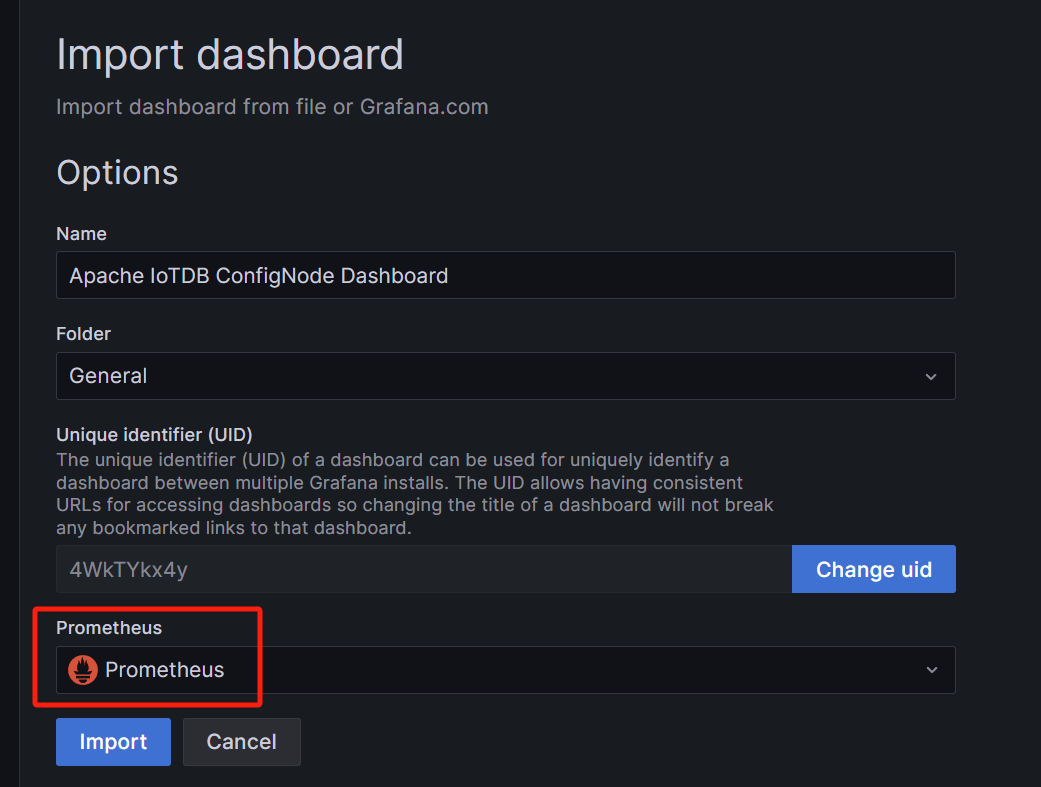 Import dashboard
Import dashboard from file or Grafana.com
Options
Name
Apache IoTDB ConfigNode Dashboard
Folder
General
Unique identifier (UID)
The unique identifier (UID) of a dashboard can be used for uniquely identify a
dashboard between multiple Grafana installs. The UID allows having consistent
URLs for accessing dashboards so changing the title of a dashboard will not break
any bookmarked links to that dashboard.
4WkTYkx4y
Change uid
Prometheus
Prometheus
Import
Cancel